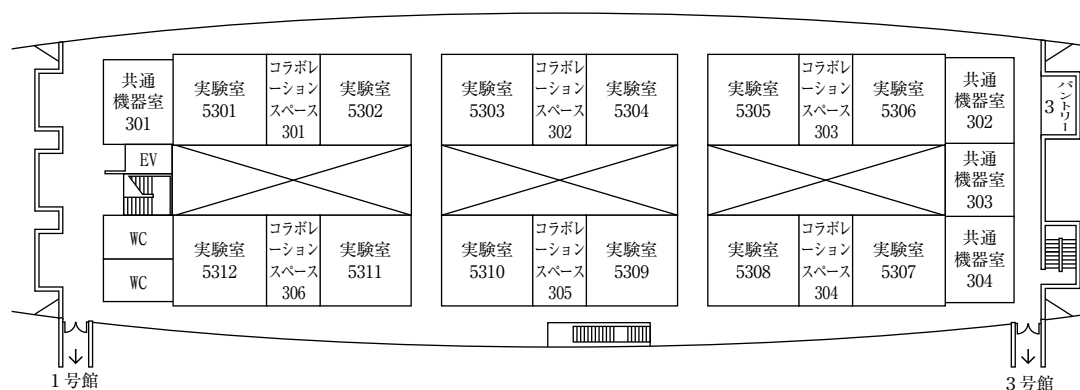 共通
機器室
301
実験室
5301
コラボレ
ーション
スペース
301
実験室
5302
実験室
5303
コラボレ
ーション
スペース
302
実験室
5304
実験室
5305
コラボレ
ーション
スペース
303
実験室
5306
共通
機器室
302
パントリー
3
EV
共通
機器室
303
WC
WC
実験室
5312
コラボレ
ーション
スペース
306
実験室
5311
実験室
5310
コラボレ
ーション
スペース
305
実験室
5309
実験室
5308
コラボレ
ーション
スペース
304
実験室
5307
共通
機器室
304
1号館
3号館